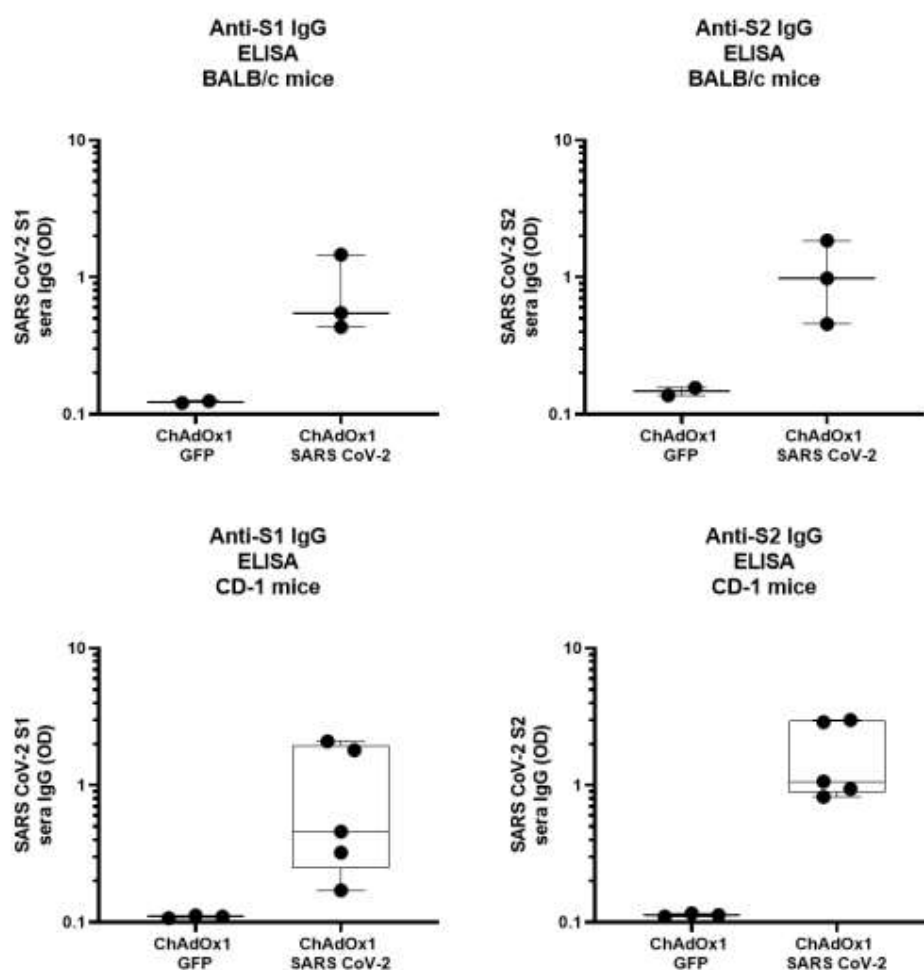 Anti-S1 IgG
ELISA
BALB/c mice
10
1
0.1
SARS CoV-2 S1
sera IgG (OD)
ChAdOx1
GFP
ChAdOx1
SARS CoV-2
Anti-S2 IgG
ELISA
BALB/c mice
10
1
0.1
SARS CoV-2 S2
sera IgG (OD)
ChAdOx1
GFP
ChAdOx1
SARS CoV-2
Anti-S1 IgG
ELISA
CD-1 mice
10
1
0.1
SARS CoV-2 S1
sera IgG (OD)
ChAdOx1
GFP
ChAdOx1
SARS CoV-2
Anti-S2 IgG
ELISA
CD-1 mice
10
1
0.1
SARS CoV-2 S2
sera IgG (OD)
ChAdOx1
GFP
ChAdOx1
SARS CoV-2